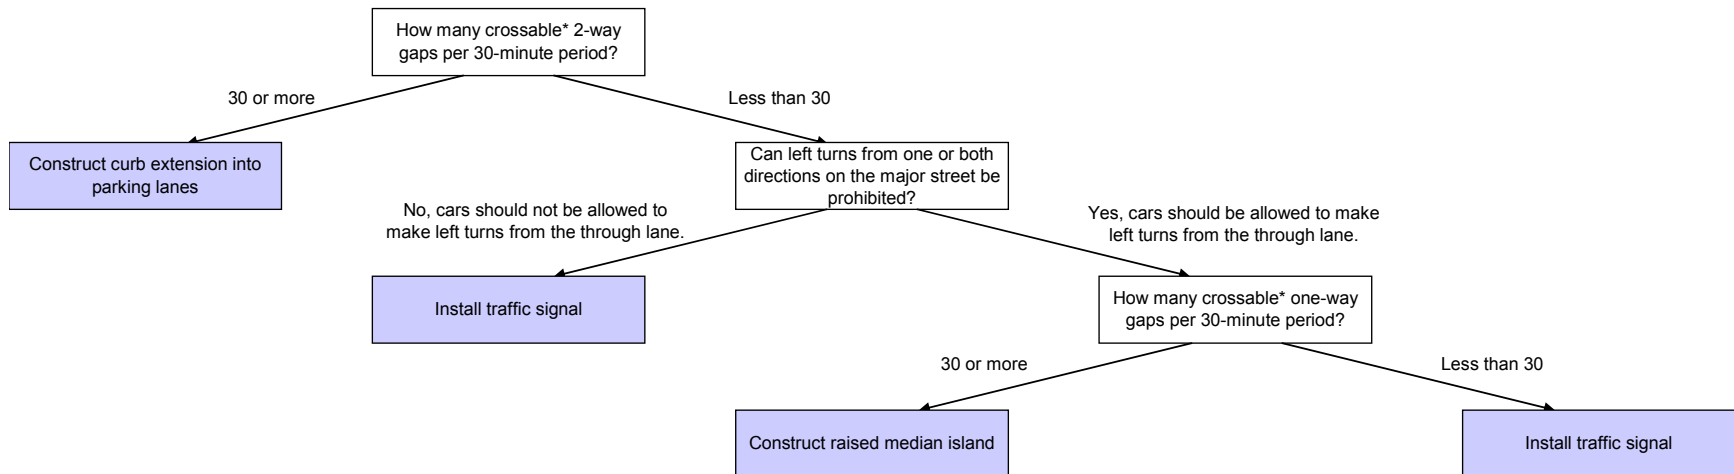 How many crossable* 2-way
gaps per 30-minute period?
30 or more
Less than 30
Construct curb extension into
parking lanes
Can left turns from one or both
directions on the major street be
prohibited?
No, cars should not be allowed to
make left turns from the through lane.
Yes, cars should be allowed to make
left turns from the through lane.
Install traffic signal
How many crossable* one-way
gaps per 30-minute period?
30 or more
Less than 30
Construct raised median island
Install traffic signal